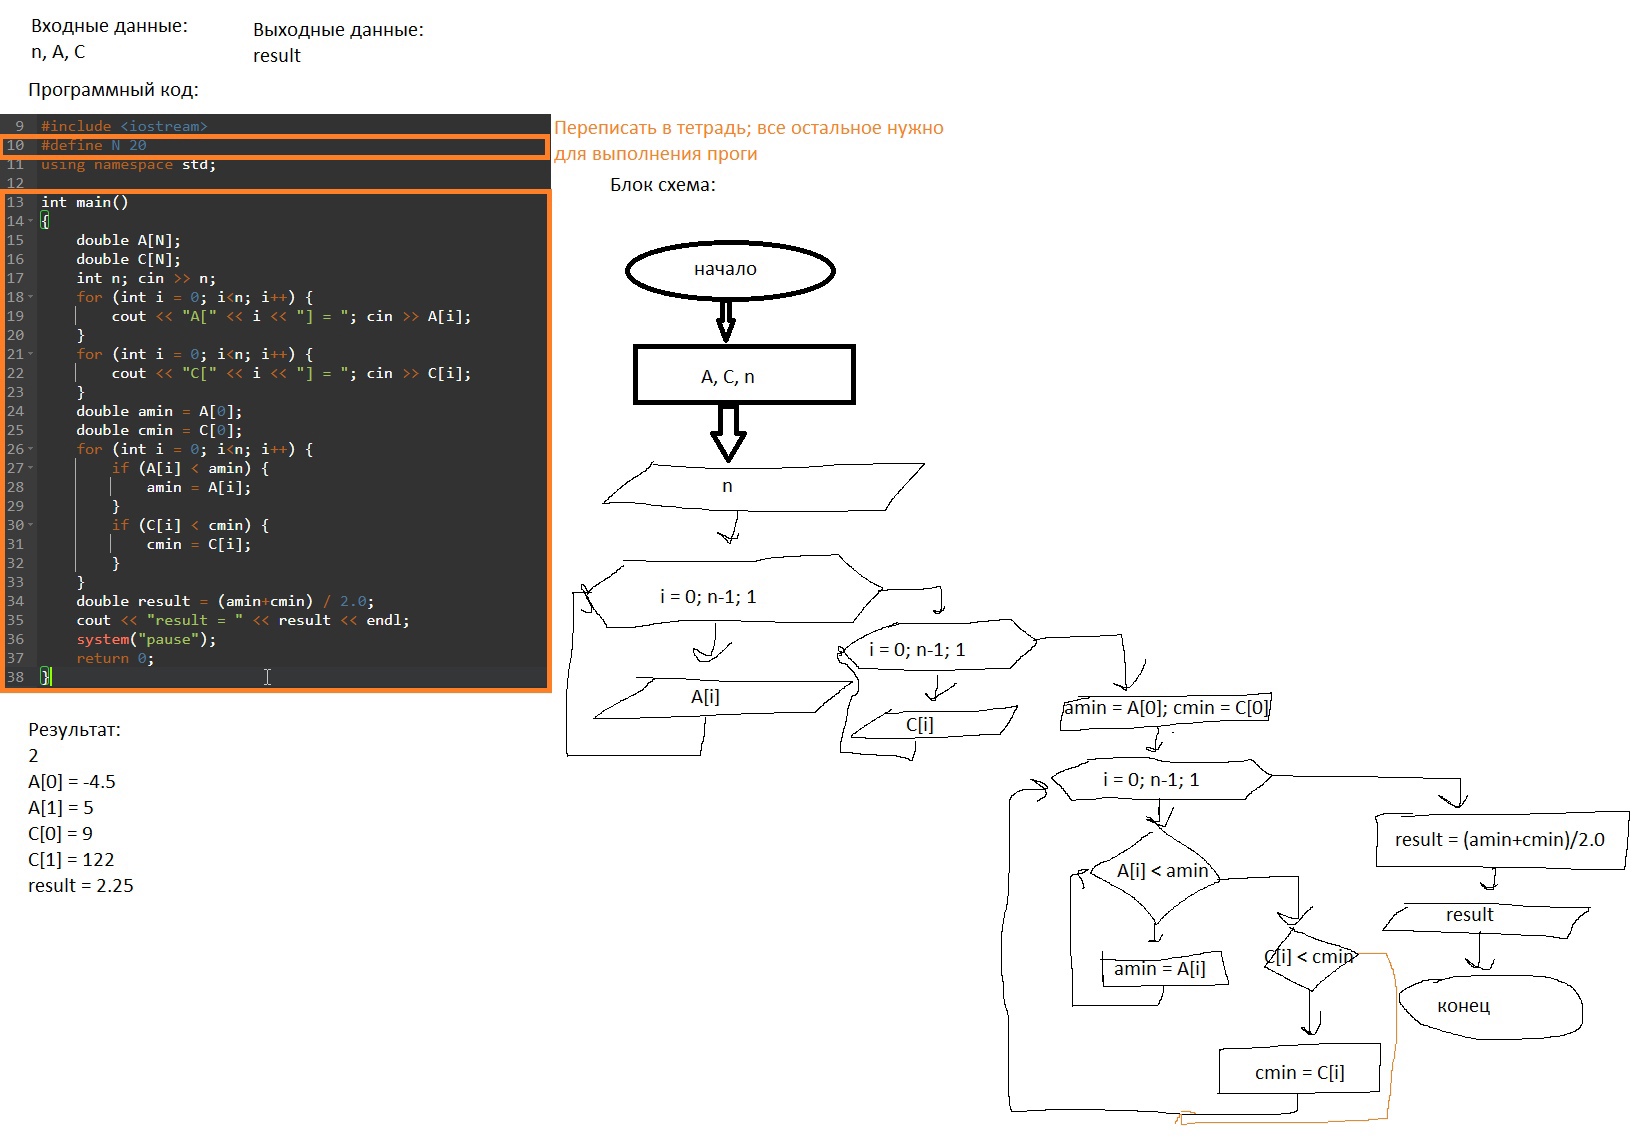 Входные данные:
n, A, C
Выходные данные:
result
Программный код:
9 #include <iostream>
10 #define N 20
11 using namespace std;
12
13 int main()
14 {
15 double A[N];
16 double C[N];
17 int n; cin >> n;
18 for (int i = 0; i<n; i++) {
19 cout << "A[" << i << "] = "; cin >> A[i];
20 }
21 for (int i = 0; i<n; i++) {
22 cout << "C[" << i << "] = "; cin >> C[i];
23 }
24 double amin = A[0];
25 double cmin = C[0];
26 for (int i = 0; i<n; i++) {
27 if (A[i] < amin) {
28 amin = A[i];
29 }
30 if (C[i] < cmin) {
31 cmin = C[i];
32 }
33 }
34 double result = (amin+cmin) / 2.0;
35 cout << "result = " << result << endl;
36 system("pause");
37 return 0;
38 }
Переписать в тетрадь; все остальное нужно
для выполнения проги
Результат:
2
A[0] = -4.5
A[1] = 5
C[0] = 9
C[1] = 122
result = 2.25
Блок схема:
начало
A, C, n
n
i = 0; n-1; 1
A[i]
i = 0; n-1; 1
C[i]
amin = A[0]; cmin = C[0]
i = 0; n-1; 1
A[i] < amin
amin = A[i]
C[i] < cmin
cmin = C[i]
result = (amin+cmin)/2.0
result
конец